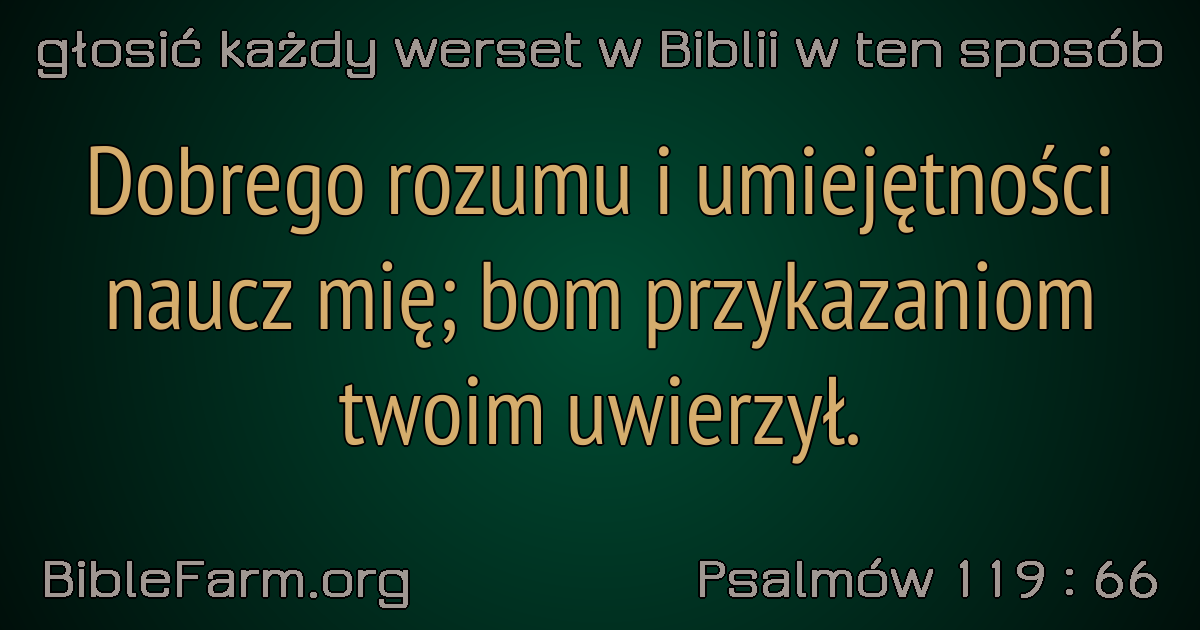 głosić każdy werset w Biblii w ten sposób
Dobrego rozumu i umiejętności
naucz mię; bom przykazaniom
twoim uwierzył.
BibleFarm.org
Psalmów 119 : 66